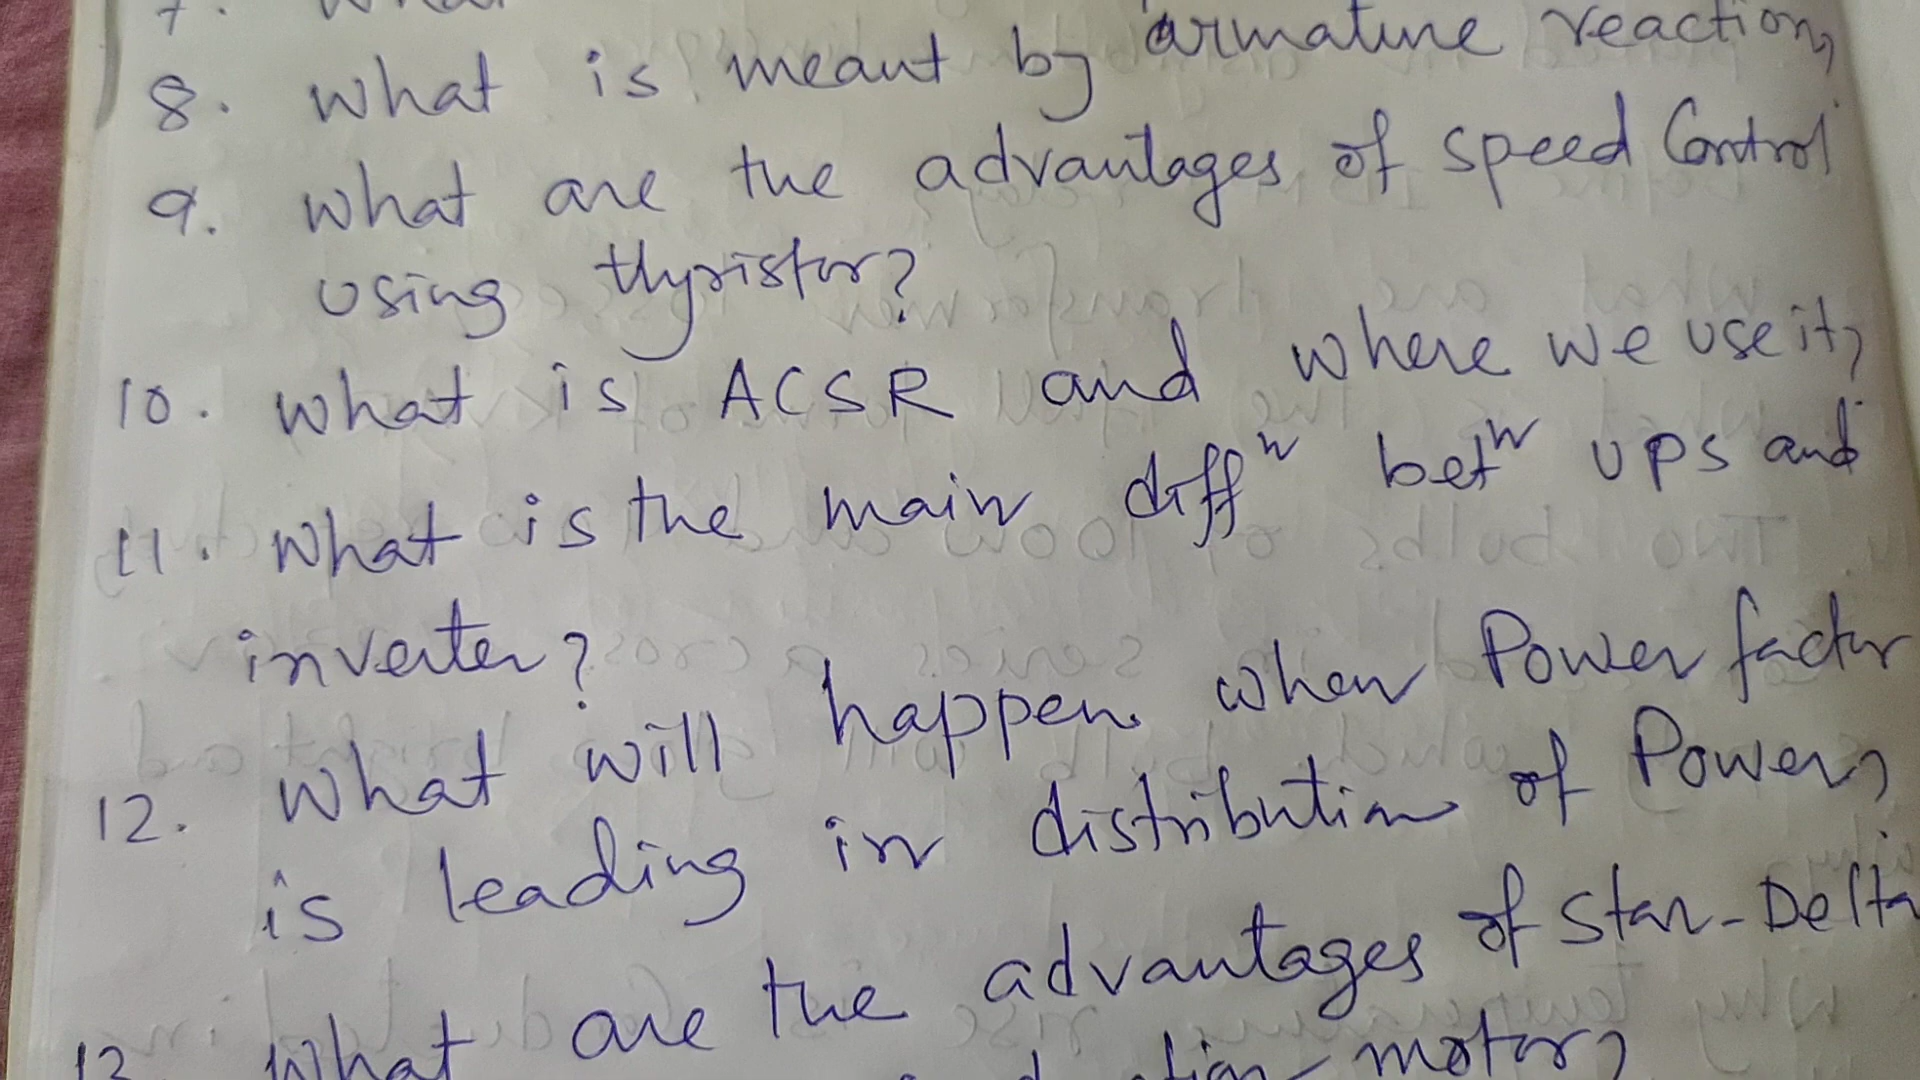 7. What
8. What is meant by armature reaction?
9. What are the advantages of speed Control
using thyristor?
10. What is ACSR and where we use it?
11. What is the main diffn betw UPS and
inverter?
12. What will happen when Power factor
is leading in distribution of Power?
13. What are the advantages of Star-Delta
motor?